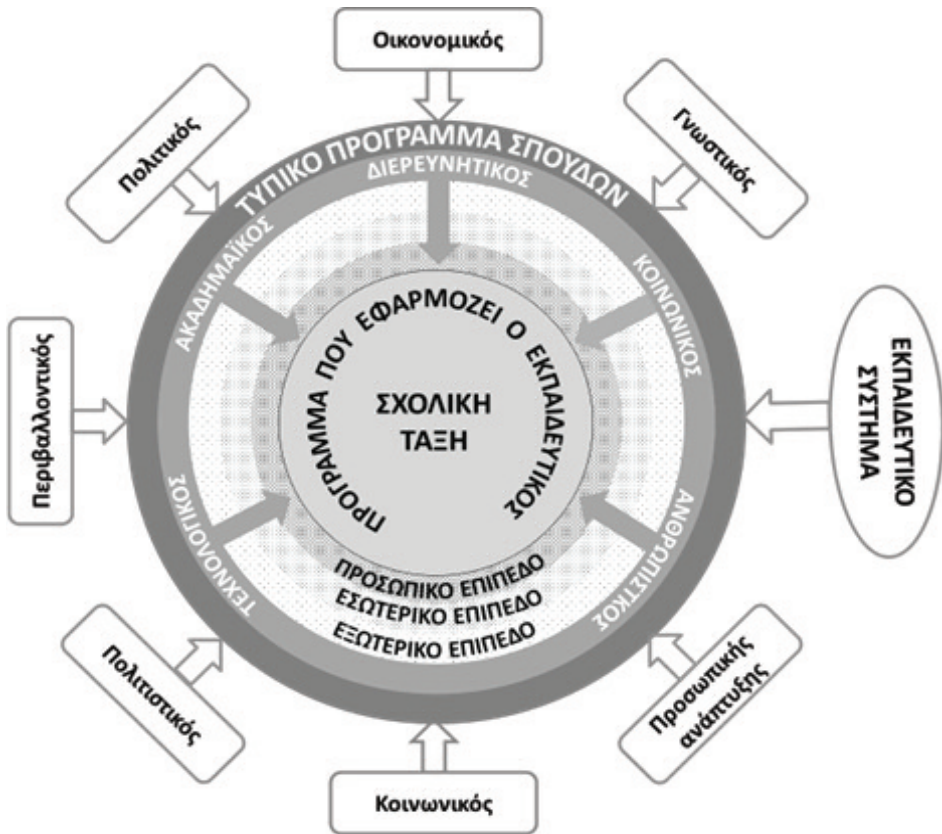 Οικονομικός
Πολιτικός
Γνωστικός
ΤΥΠΙΚΟ ΠΡΟΓΡΑΜΜΑ ΣΠΟΥΔΩΝ
ΔΙΕΡΕΥΝΗΤΙΚΟΣ
ΑΚΑΔΗΜΑΪΚΟΣ
ΚΟΙΝΩΝΙΚΟΣ
ΠΡΟΓΡΑΜΜΑ ΠΟΥ ΕΦΑΡΜΟΖΕΙ Ο ΕΚΠΑΙΔΕΥΤΙΚΟΣ
Περιβαλλοντικός
ΣΧΟΛΙΚΗ
ΤΑΞΗ
ΕΚΠΑΙΔΕΥΤΙΚΟ
ΣΥΣΤΗΜΑ
ΤΕΧΝΟΛΟΓΙΚΟΣ
ΑΝΘΡΩΠΙΣΤΙΚΟΣ
ΠΡΟΣΩΠΙΚΟ ΕΠΙΠΕΔΟ
ΕΣΩΤΕΡΙΚΟ ΕΠΙΠΕΔΟ
ΕΞΩΤΕΡΙΚΟ ΕΠΙΠΕΔΟ
Πολιτιστικός
Προσωπικής
ανάπτυξης
Κοινωνικός